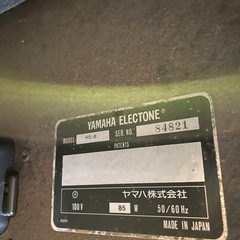 YAMAHA ELECTONE
MODEL HS-8 SER. NO. 84821
PATENTS
ヤマハ株式会社
100V 85 W 50/60Hz
MADE IN JAPAN